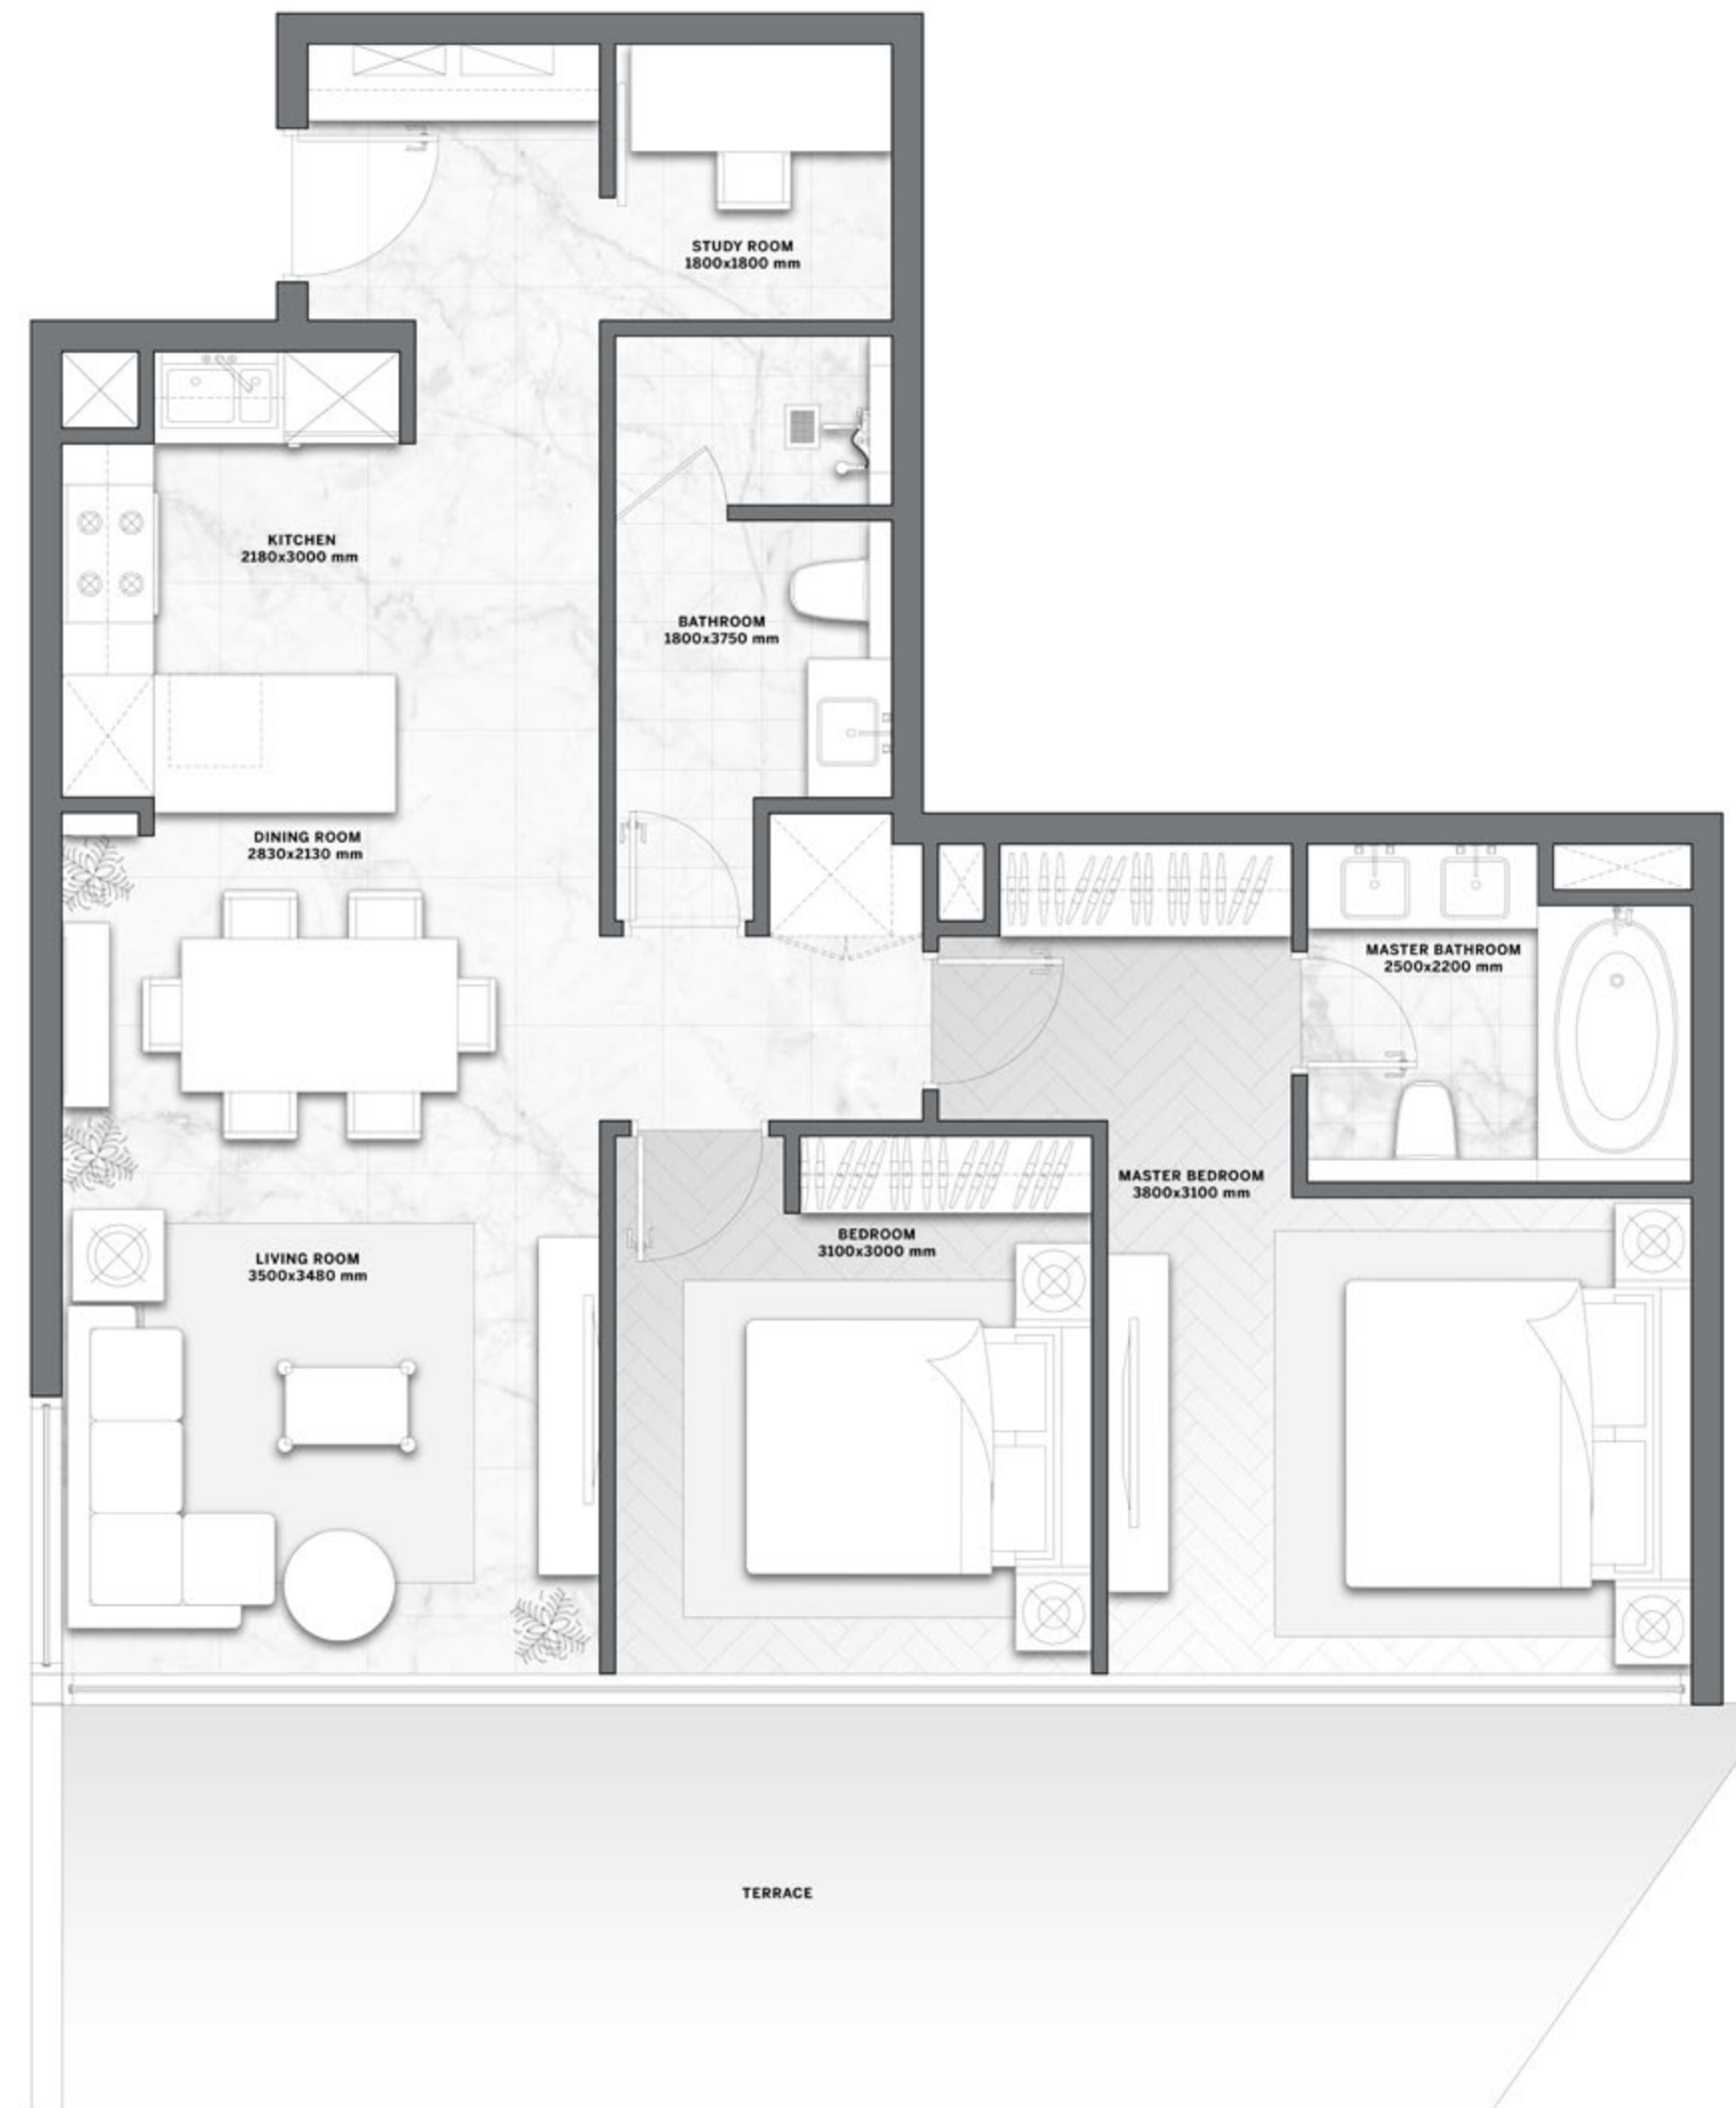 STUDY ROOM
1800x1800 mm
KITCHEN
2180x3000 mm
BATHROOM
1800x3750 mm
DINING ROOM
2830x2130 mm
MASTER BATHROOM
2500x2200 mm
MASTER BEDROOM
3800x3100 mm
BEDROOM
3100x3000 mm
LIVING ROOM
3500x3480 mm
TERRACE